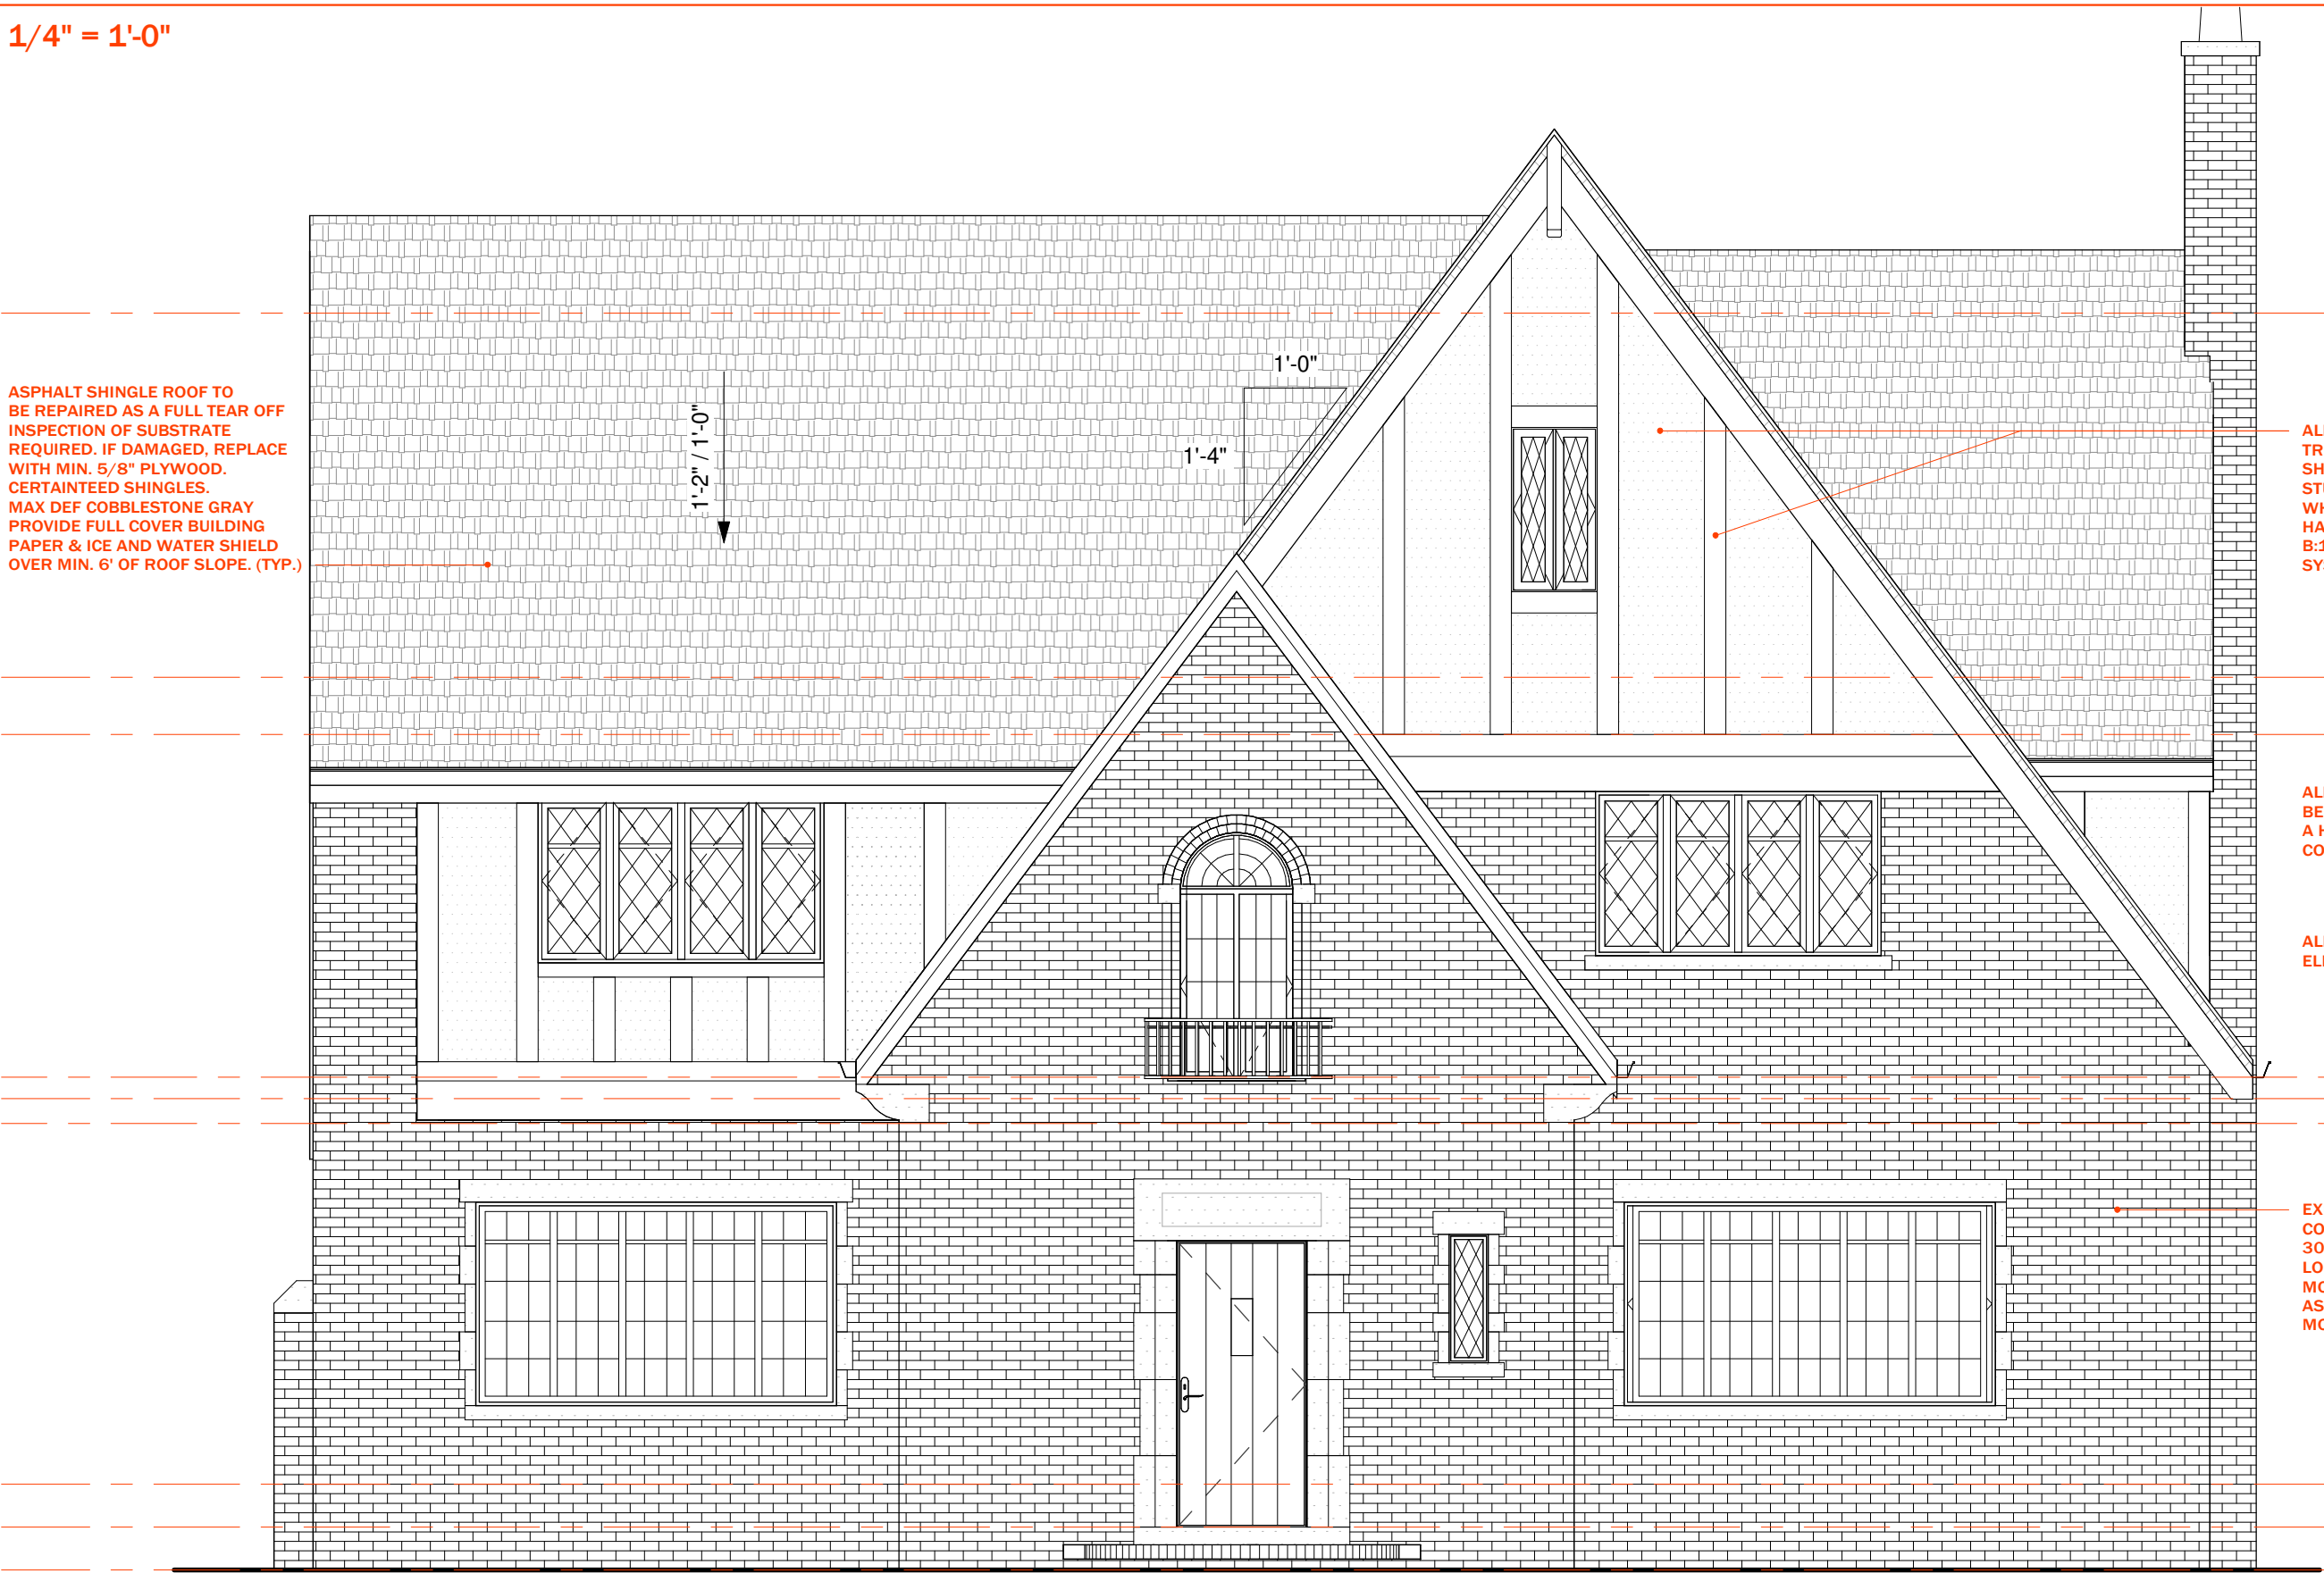 1/4" = 1'-0"
ASPHALT SHINGLE ROOF TO
BE REPAIRED AS A FULL TEAR OFF
INSPECTION OF SUBSTRATE
REQUIRED. IF DAMAGED, REPLACE
WITH MIN. 5/8" PLYWOOD.
CERTAINTEED SHINGLES.
MAX DEF COBBLESTONE GRAY
PROVIDE FULL COVER BUILDING
PAPER & ICE AND WATER SHIELD
OVER MIN. 6' OF ROOF SLOPE. (TYP.)
1'-2" / 1'-0"
1'-0"
1'-4"